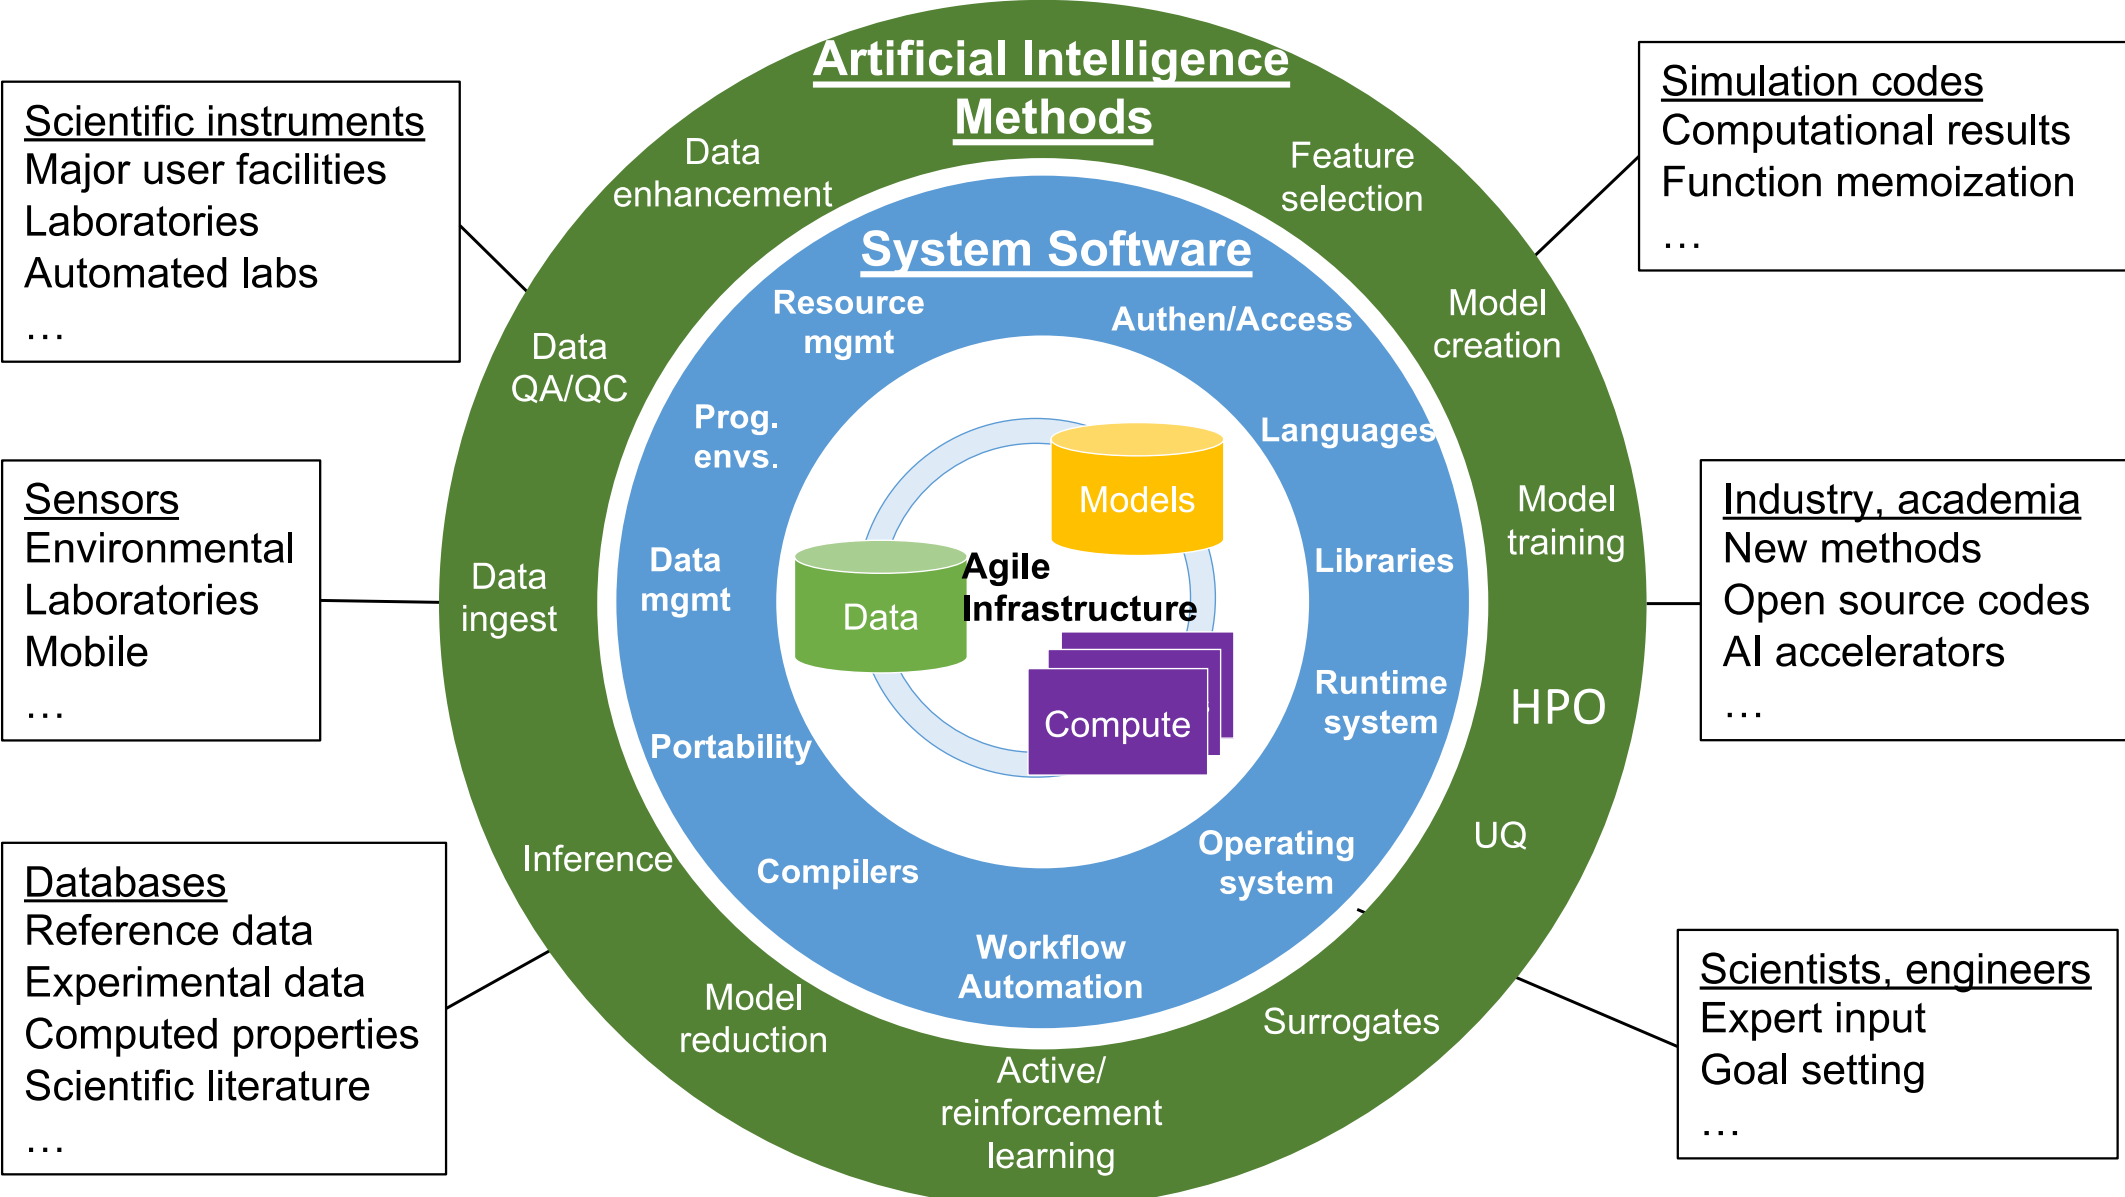 Artificial Intelligence
Methods
Data
enhancement
Feature
selection
Data
QA/QC
Model
creation
Data
ingest
Model
training
HPO
Inference
UQ
Model
reduction
Surrogates
Active/
reinforcement
learning
System Software
Resource
mgmt
Authen/Access
Prog.
envs.
Languages
Data
mgmt
Libraries
Portability
Runtime
system
Compilers
Operating
system
Workflow
Automation
Models
Agile
Infrastructure
Data
Compute
Scientific instruments
Major user facilities
Laboratories
Automated labs
…
Sensors
Environmental
Laboratories
Mobile
…
Databases
Reference data
Experimental data
Computed properties
Scientific literature
…
Simulation codes
Computational results
Function memoization
…
Industry, academia
New methods
Open source codes
AI accelerators
…
Scientists, engineers
Expert input
Goal setting
…